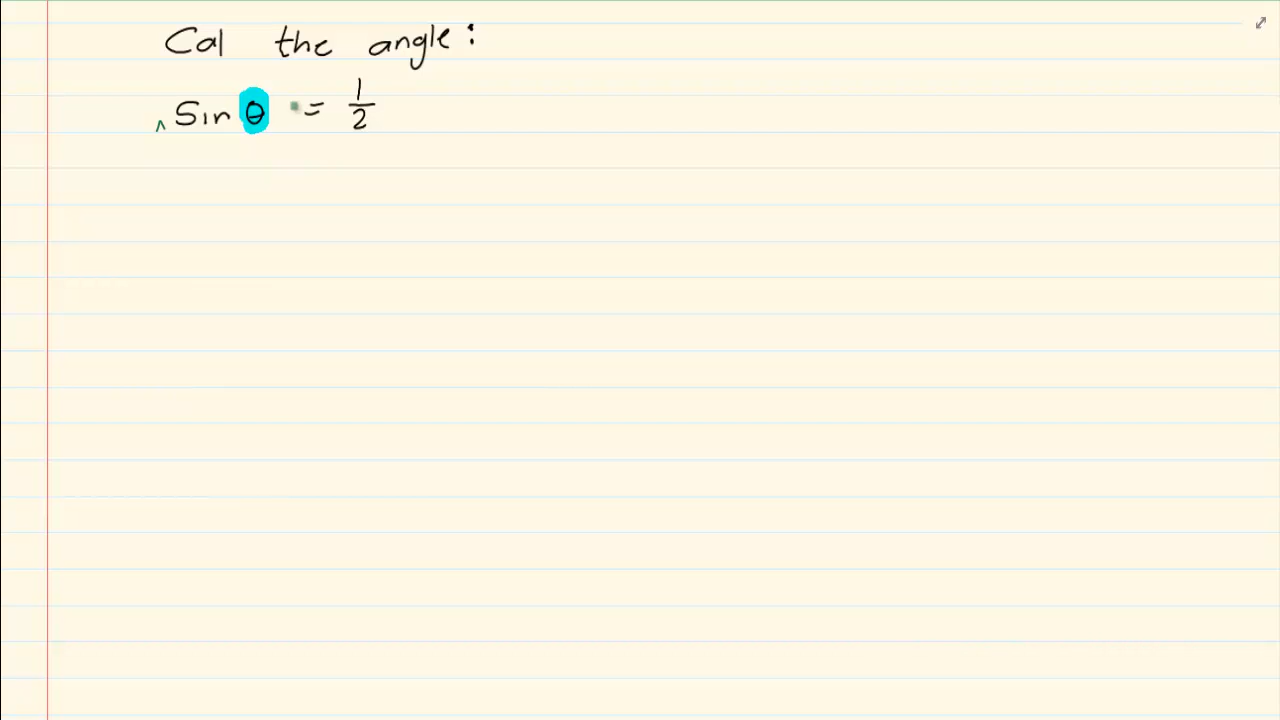 Cal the angle:
Sin θ = 1/2